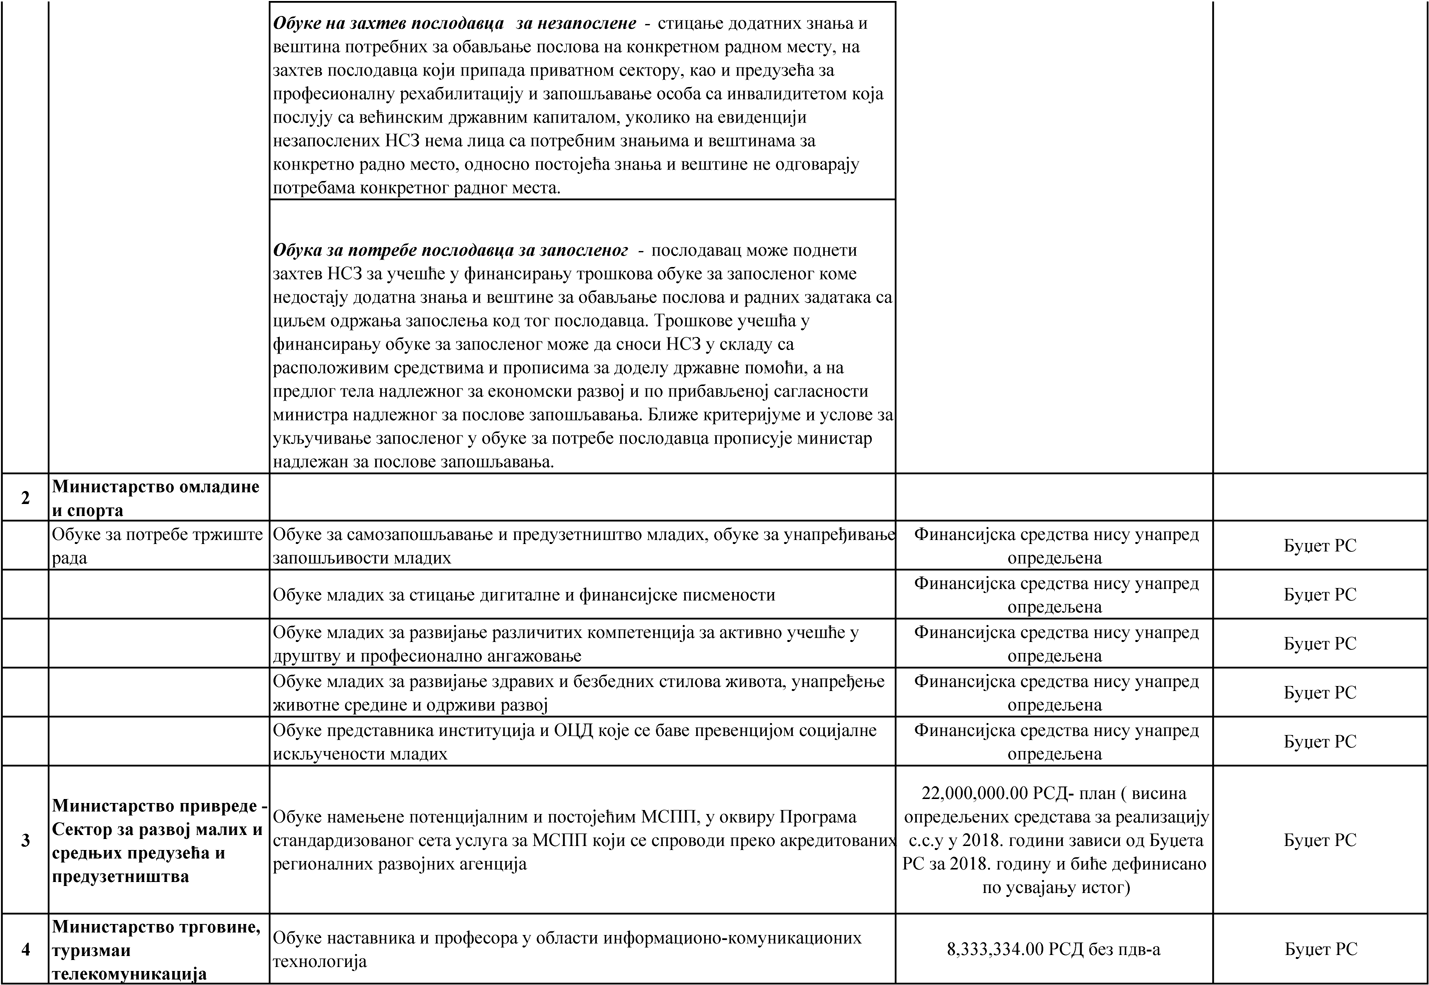 Обуке на захтев послодавца за незапослене - стицање додатних знања и
вештина потребних за обављање послова на конкретном радном месту, на
захтев послодавца који припада приватном сектору, као и предузећа за
професионалну рехабилитацију и запошљавање особа са инвалидитетом која
послују са већинским државним капиталом, уколико на евиденцији
незапослених НСЗ нема лица са потребним знањима и вештинама за
конкретно радно место, односно постојећа знања и вештине не одговарају
потребама конкретног радног места.
Обука за потребе послодавца за запосленог - послодавац може поднети
захтев НСЗ за учешће у финансирању трошкова обуке за запосленог коме
недостају додатна знања и вештине за обављање послова и радних задатака са
циљем одржања запослења код тог послодавца. Трошкове учешћа у
финансирању обуке за запосленог може да сноси НСЗ у складу са
расположивим средствима и прописима за доделу државне помоћи, а на
предлог тела надлежног за економски развој и по прибављеној сагласности
министра надлежног за послове запошљавања. Ближе критеријуме и услове за
укључивање запосленог у обуке за потребе послодавца прописује министар
надлежан за послове запошљавања.
2
Министарство омладине
и спорта
Обуке за потребе тржиште
рада
Обуке за самозапошљавање и предузетништво младих, обуке за унапређивање
запошљивости младих
Финансијска средства нису унапред
опредељена
Буџет РС
Обуке младих за стицање дигиталне и финансијске писмености
Финансијска средства нису унапред
опредељена
Буџет РС
Обуке младих за развијање различитих компетенција за активно учешће у
друштву и професионално ангажовање
Финансијска средства нису унапред
опредељена
Буџет РС
Обуке младих за развијање здравих и безбедних стилова живота, унапређење
животне средине и одрживи развој
Финансијска средства нису унапред
опредељена
Буџет РС
Обуке представника институција и ОЦД које се баве превенцијом социјалне
искључености младих
Финансијска средства нису унапред
опредељена
Буџет РС
3
Министарство привреде -
Сектор за развој малих и
средњих предузећа и
предузетништва
Обуке намењене потенцијалним и постојећим МСПП, у оквиру Програма
стандардизованог сета услуга за МСПП који се спроводи преко акредитованих
регионалних развојних агенција
22,000,000.00 РСД- план ( висина
опредељених средстава за реализацију
с.с.у у 2018. години зависи од Буџета
РС за 2018. годину и биће дефинисано
по усвајању истог)
Буџет РС
4
Министарство трговине,
туризмаи
телекомуникација
Обуке наставника и професора у области информационо-комуникационих
технологија
8,333,334.00 РСД без пдв-а
Буџет РС